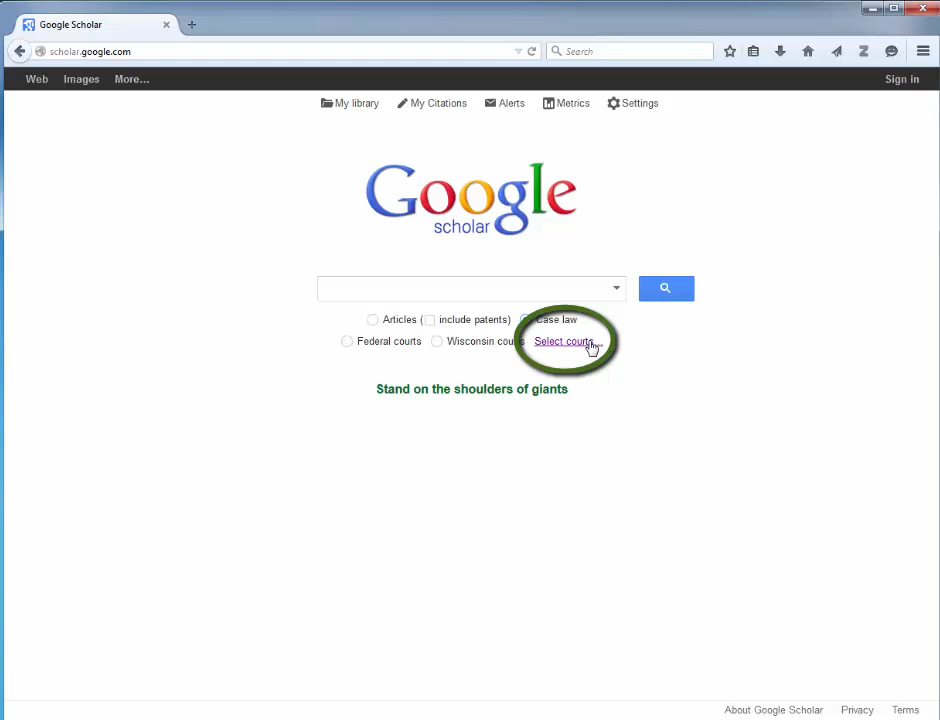 Google Scholar
scholar.google.com
Search
Web Images More... Sign in
My library My Citations Alerts Metrics Settings
Google
scholar
Articles ( include patents) Case law
Federal courts Wisconsin courts Select courts...
Stand on the shoulders of giants
About Google Scholar Privacy Terms